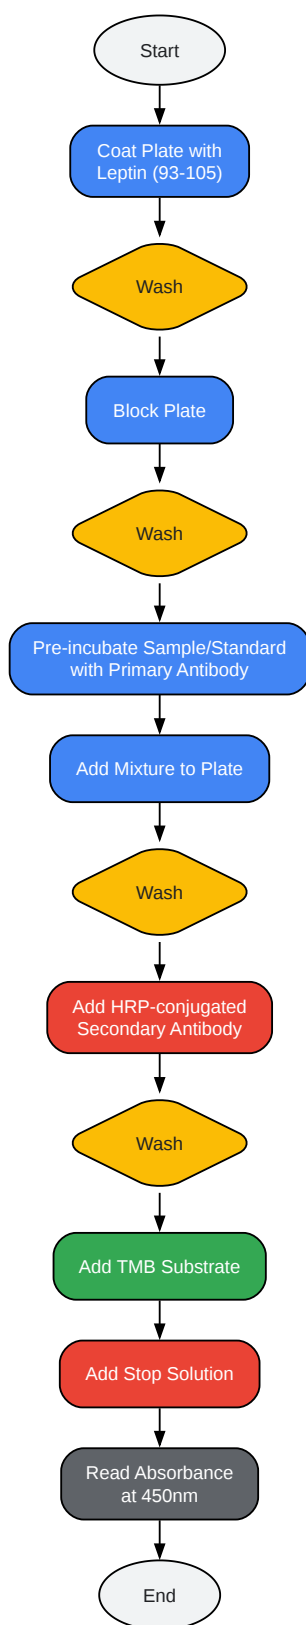 Start
Coat Plate with
Leptin (93-105)
Wash
Block Plate
Wash
Pre-incubate Sample/Standard
with Primary Antibody
Add Mixture to Plate
Wash
Add HRP-conjugated
Secondary Antibody
Wash
Add TMB Substrate
Add Stop Solution
Read Absorbance
at 450nm
End